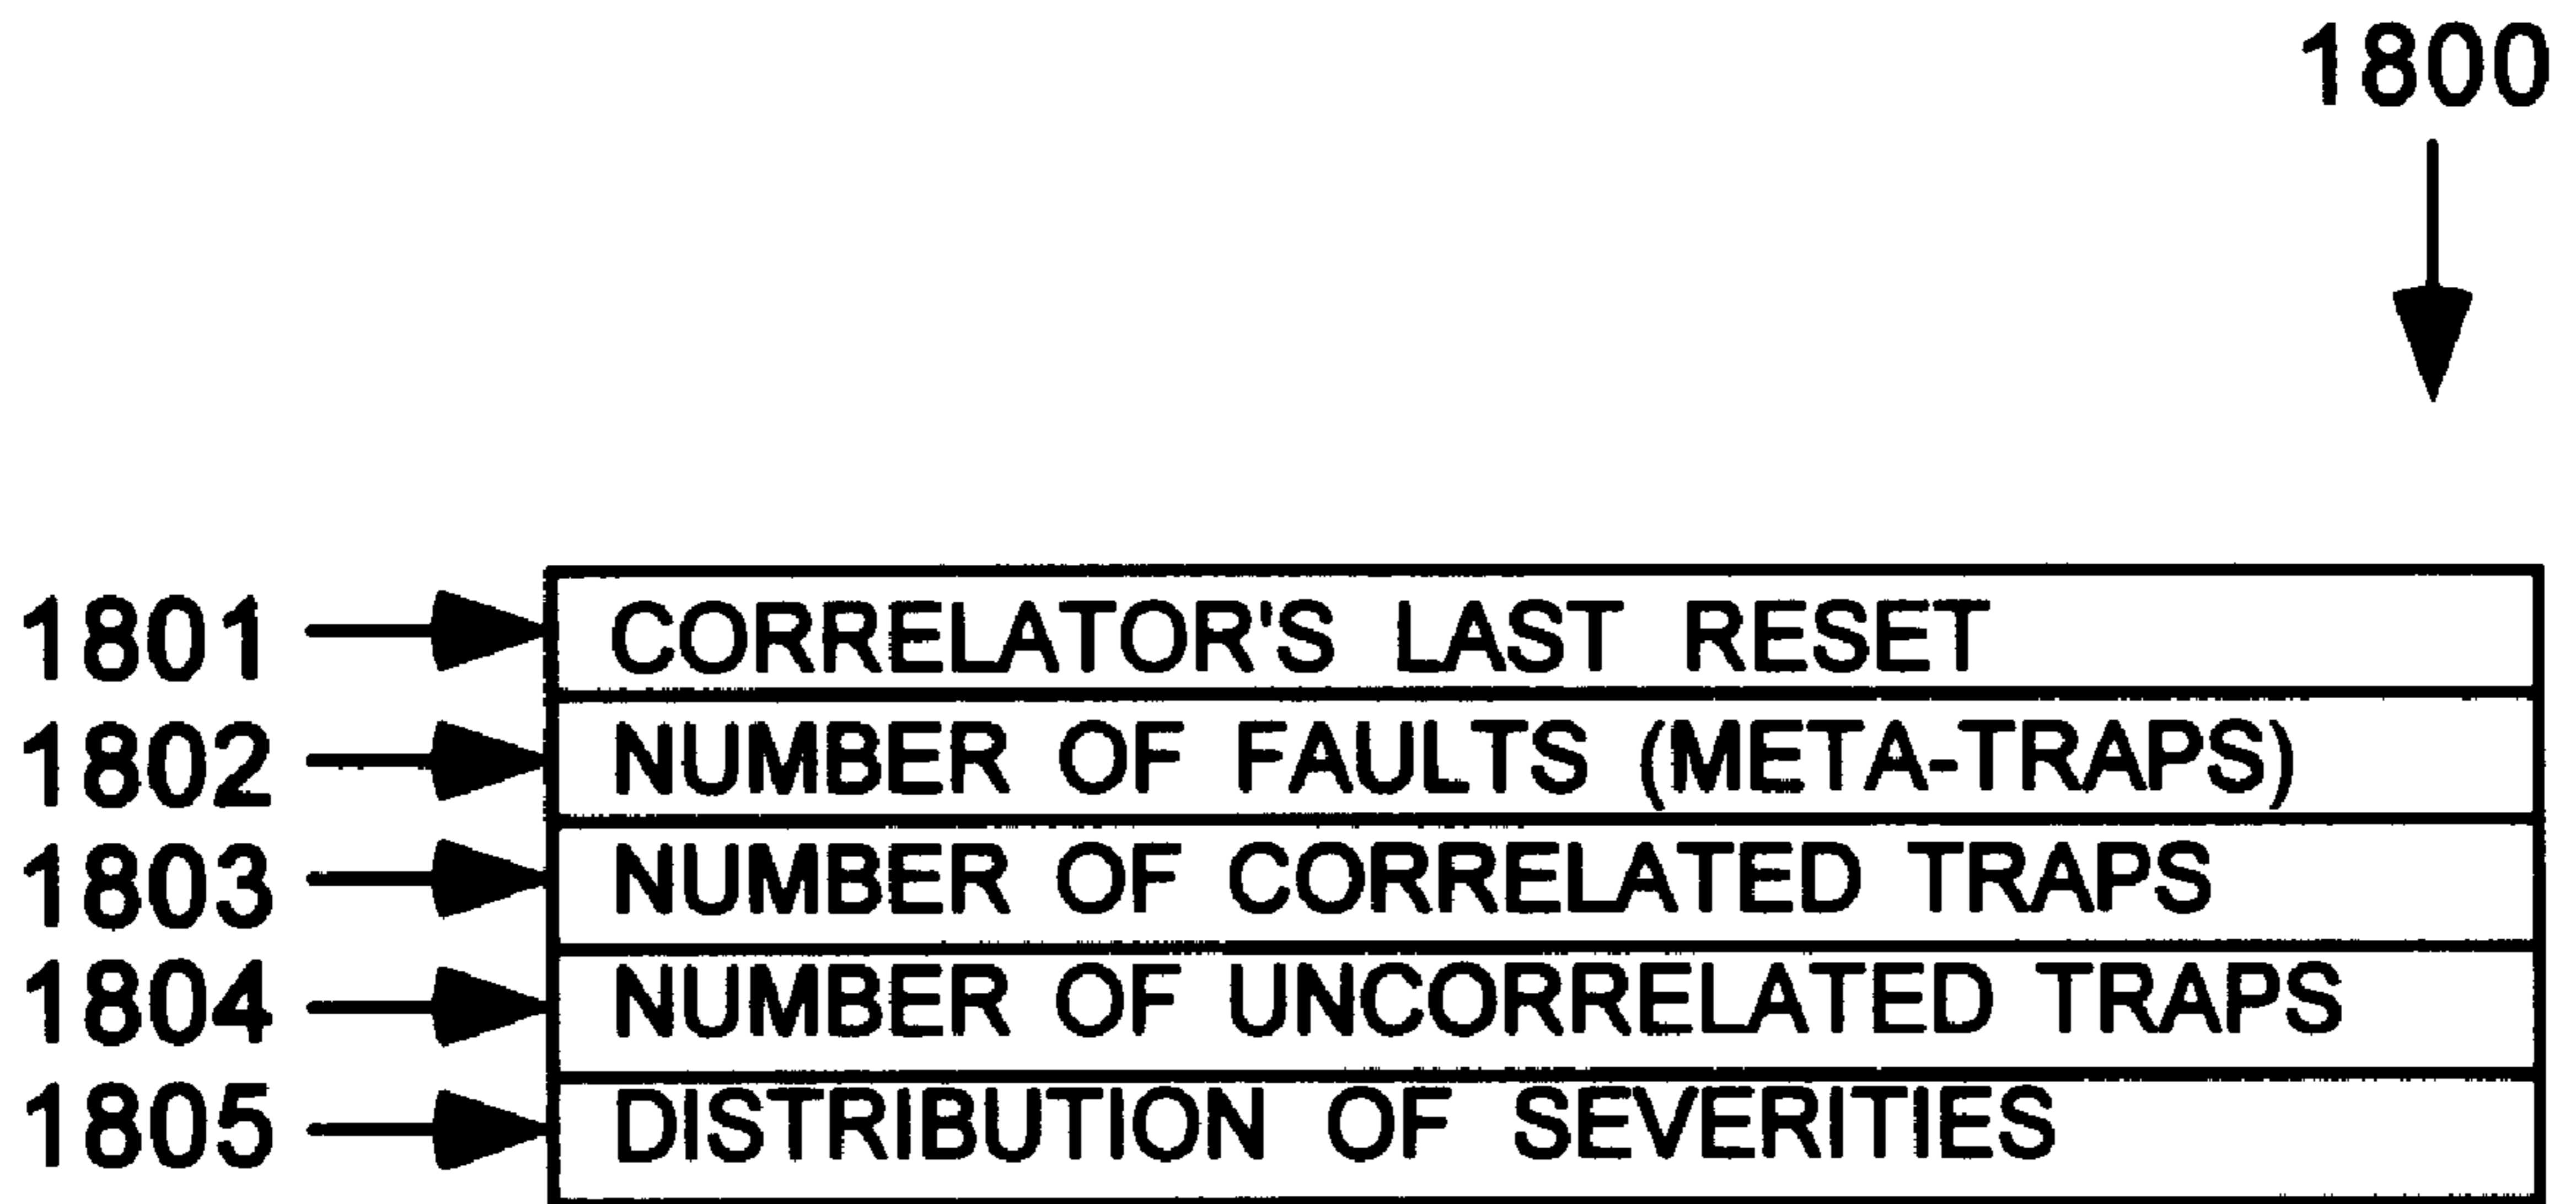 1800
1801 CORRELATOR'S LAST RESET
1802 NUMBER OF FAULTS (META-TRAPS)
1803 NUMBER OF CORRELATED TRAPS
1804 NUMBER OF UNCORRELATED TRAPS
1805 DISTRIBUTION OF SEVERITIES